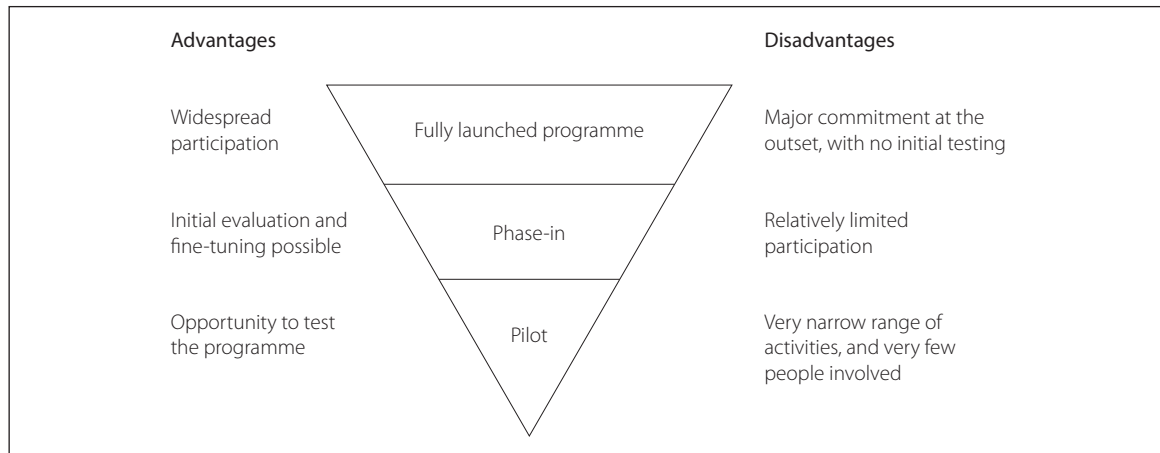 Advantages
Disadvantages
Widespread
participation
Fully launched programme
Major commitment at the
outset, with no initial testing
Initial evaluation and
fine-tuning possible
Phase-in
Relatively limited
participation
Opportunity to test
the programme
Pilot
Very narrow range of
activities, and very few
people involved